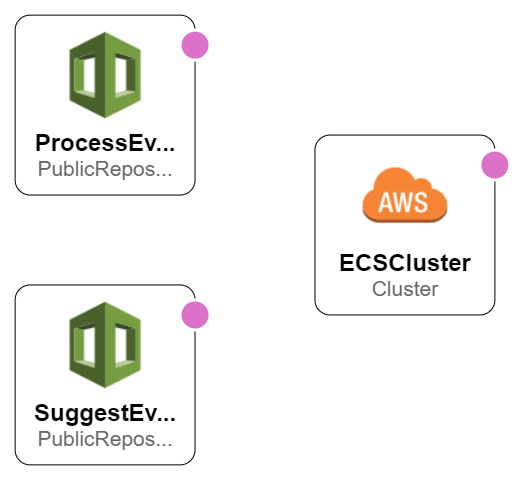 ProcessEv...
PublicRepos...
AWS
ECSCluster
Cluster
SuggestEv...
PublicRepos...